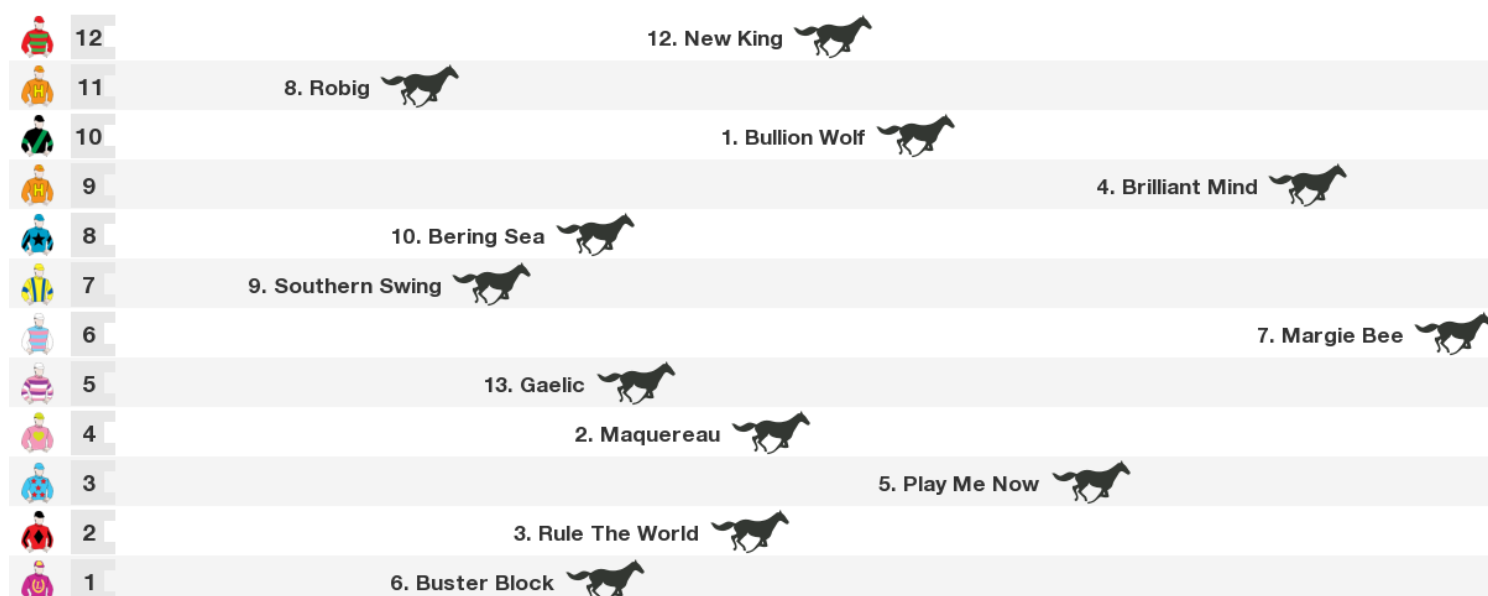 12 12. New King
H 11 8. Robig
10 1. Bullion Wolf
H 9 4. Brilliant Mind
8 10. Bering Sea
7 9. Southern Swing
6 7. Margie Bee
5 13. Gaelic
4 2. Maquereau
3 5. Play Me Now
2 3. Rule The World
1 6. Buster Block